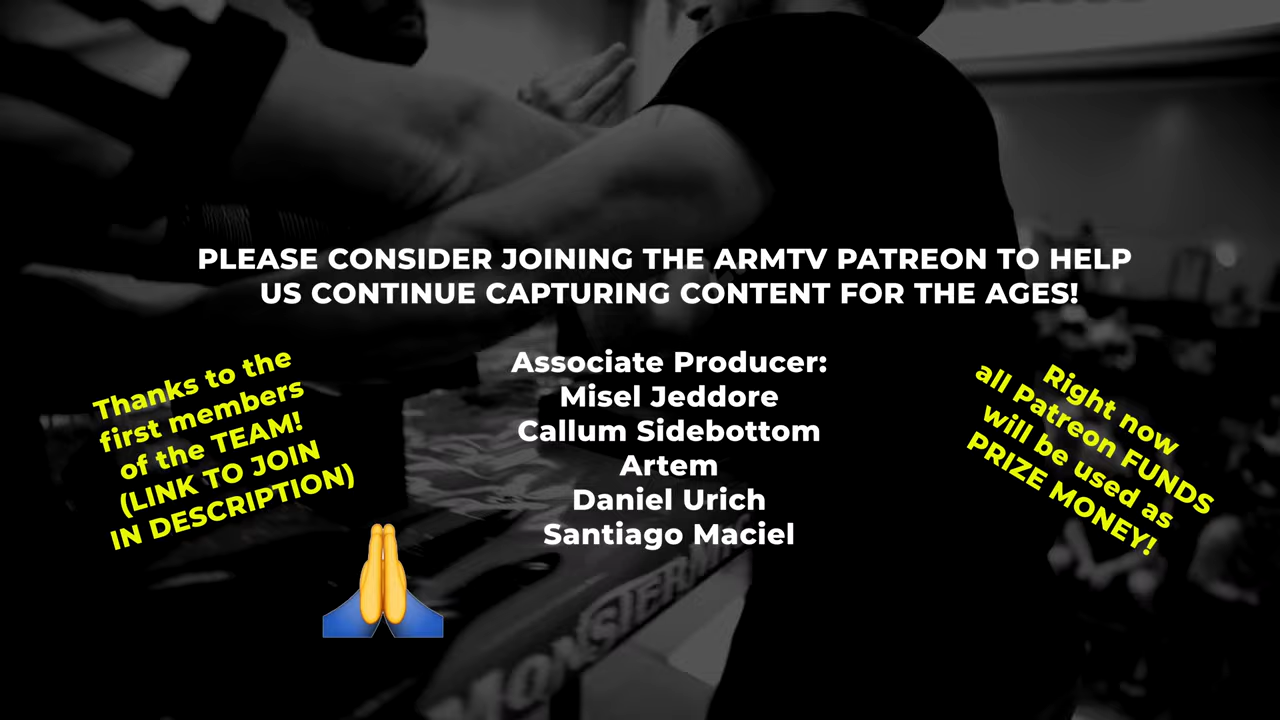 PLEASE CONSIDER JOINING THE ARMTV PATREON TO HELP
US CONTINUE CAPTURING CONTENT FOR THE AGES!
Thanks to the
first members
of the TEAM!
(LINK TO JOIN
IN DESCRIPTION)
Associate Producer:
Misel Jeddore
Callum Sidebottom
Artem
Daniel Urich
Santiago Maciel
Right now
all Patreon FUNDS
will be used as
PRIZE MONEY!